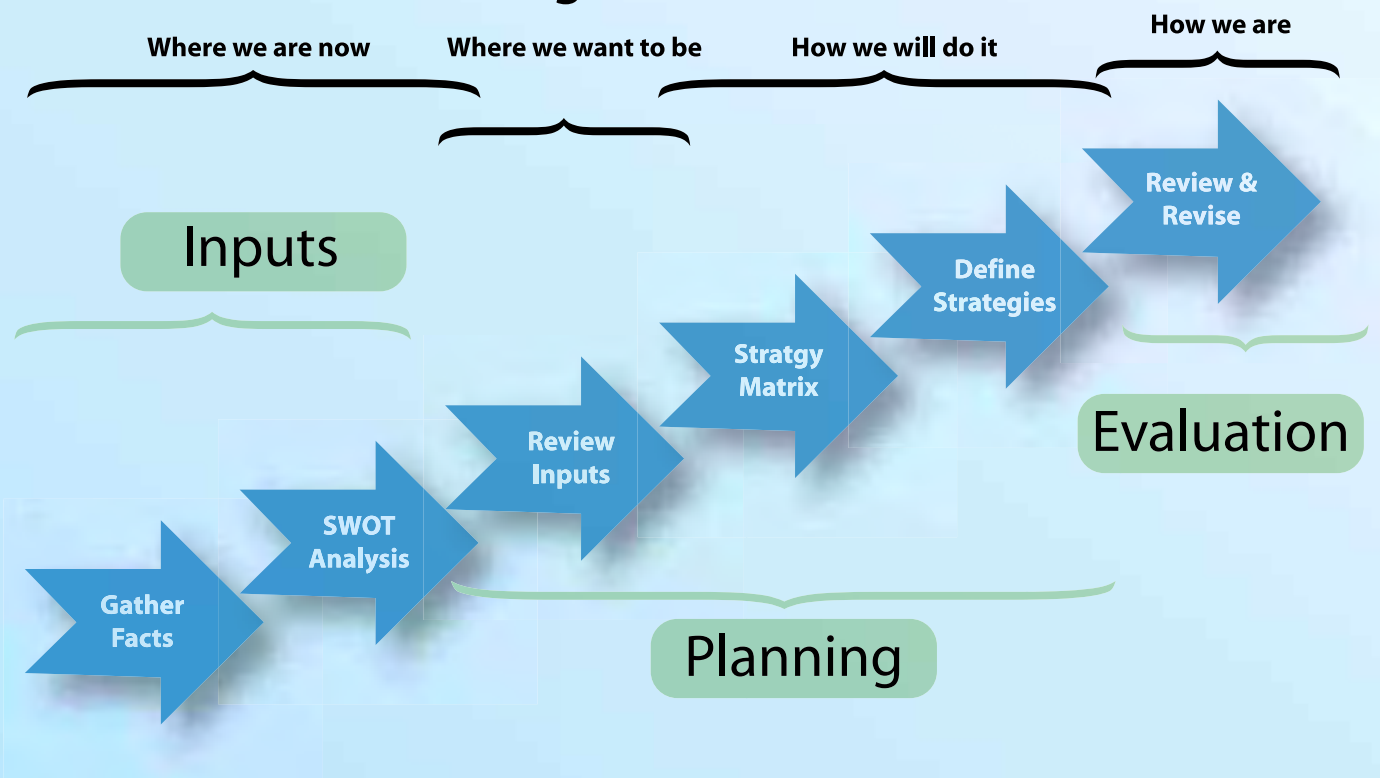 How we are
Where we are now
Where we want to be
How we will do it
Review &
Revise
Inputs
Define
Strategies
Stratgy
Matrix
Evaluation
Review
Inputs
SWOT
Analysis
Gather
Facts
Planning